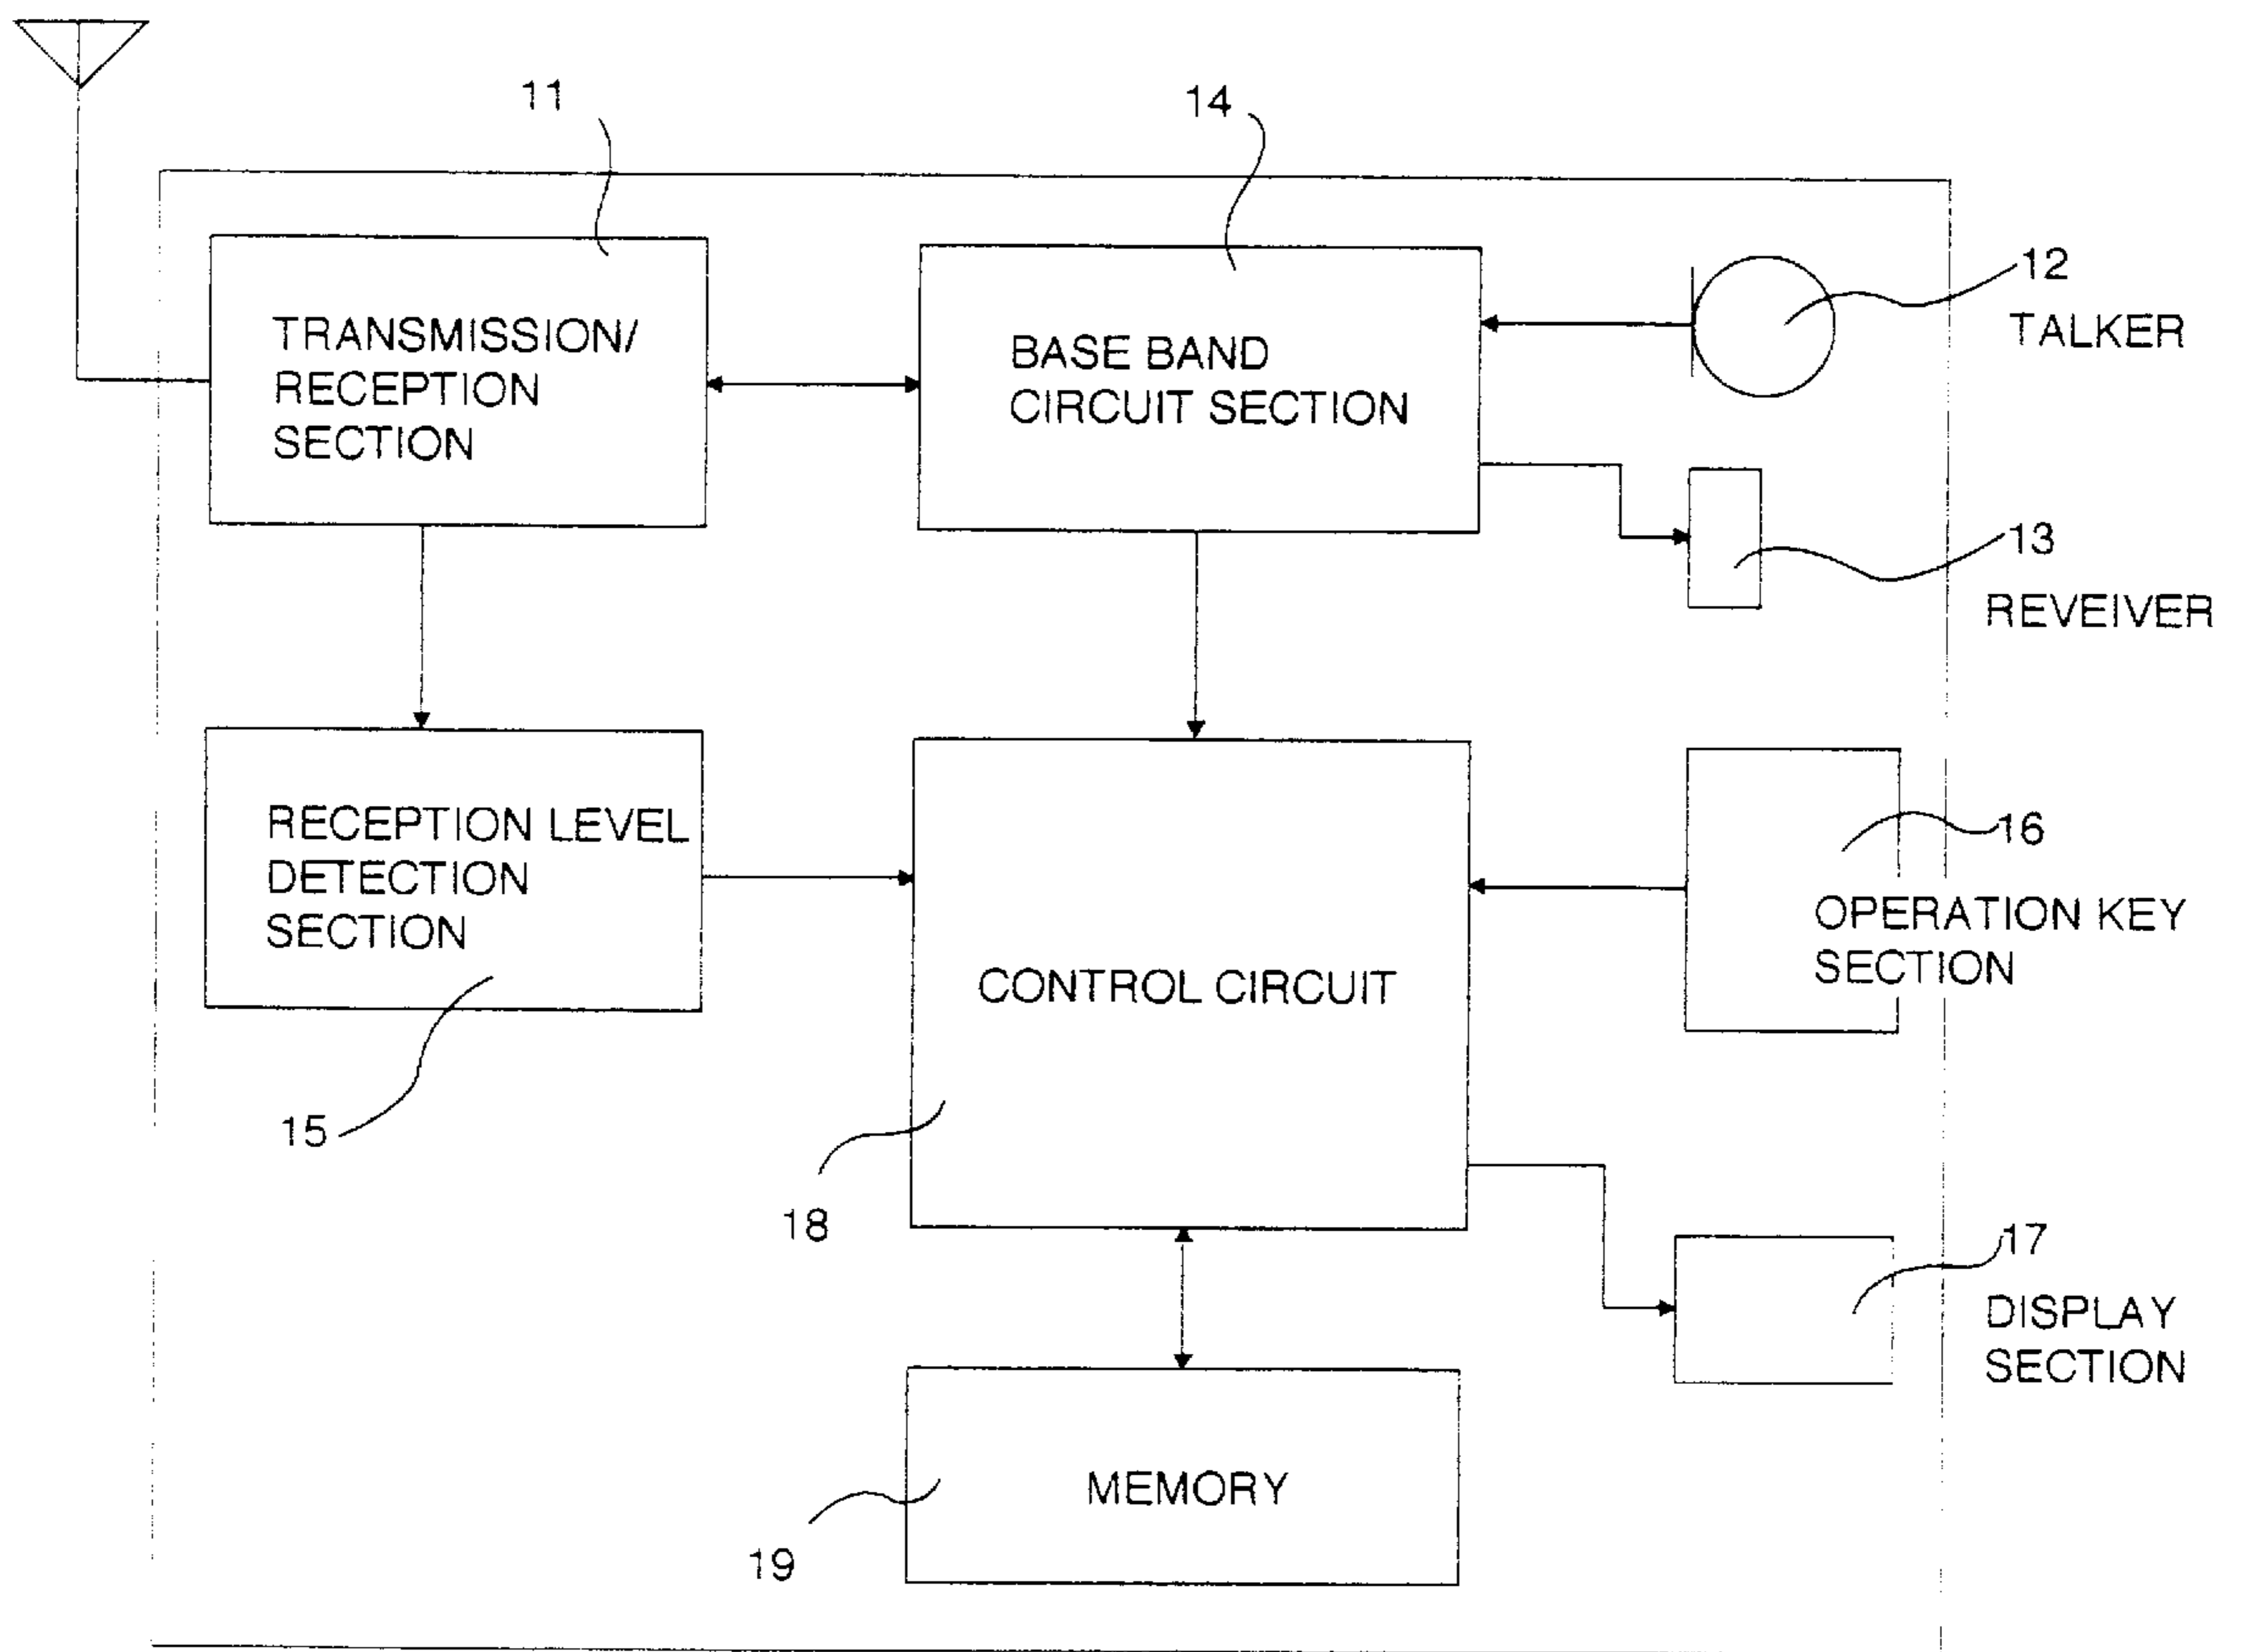 11
14
TRANSMISSION/
RECEPTION
SECTION
BASE BAND
CIRCUIT SECTION
12
TALKER
13
REVEIVER
RECEPTION LEVEL
DETECTION
SECTION
15
CONTROL CIRCUIT
18
16
OPERATION KEY
SECTION
17
DISPLAY
SECTION
MEMORY
19